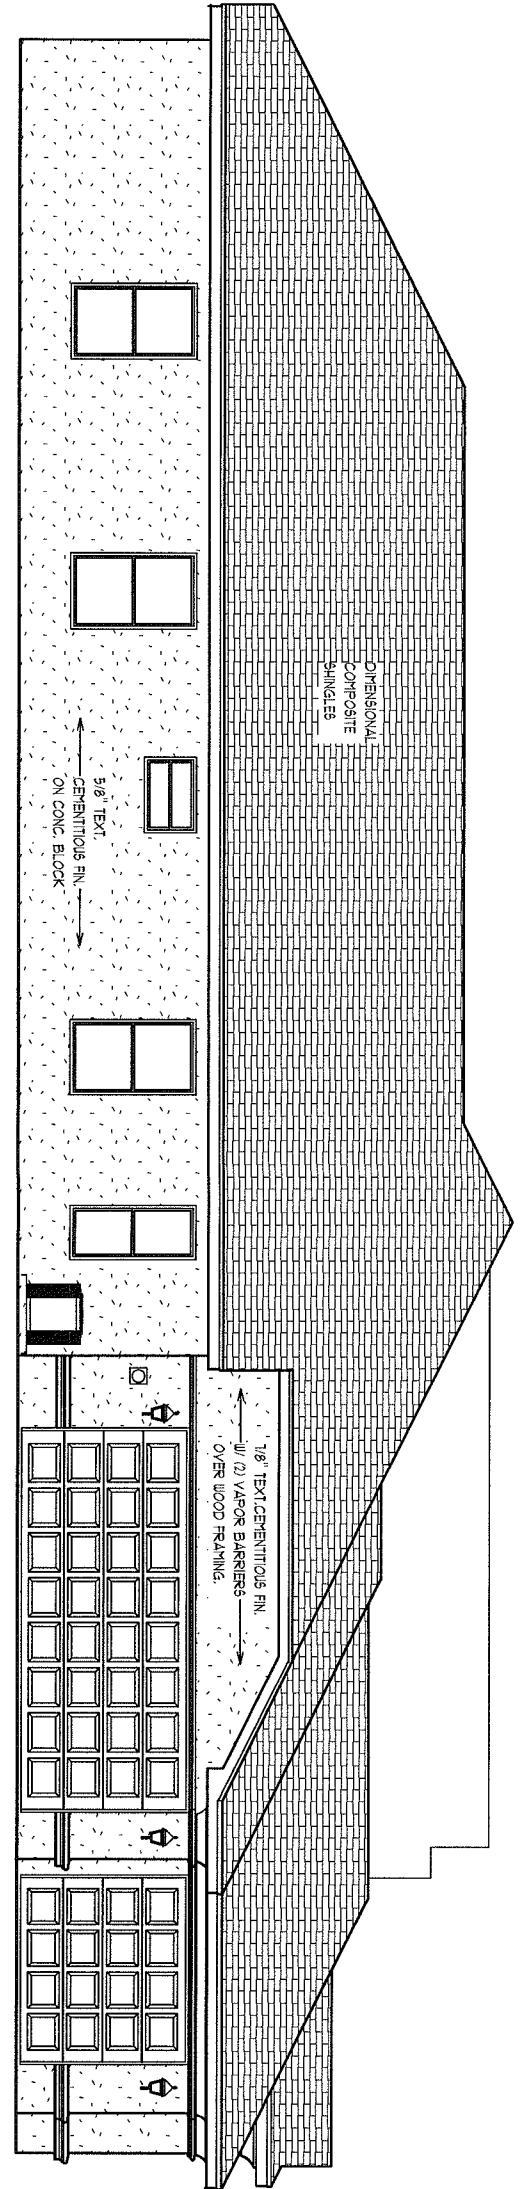 DIMENSIONAL
COMPOSITE
SHINGLES
5/8" TEXT.
CEMENTITIOUS FIN.
ON CONC. BLOCK
7/8" TEXT.CEMENTITIOUS FIN.
W/ (2) VAPOR BARRIERS
OVER WOOD FRAMING.